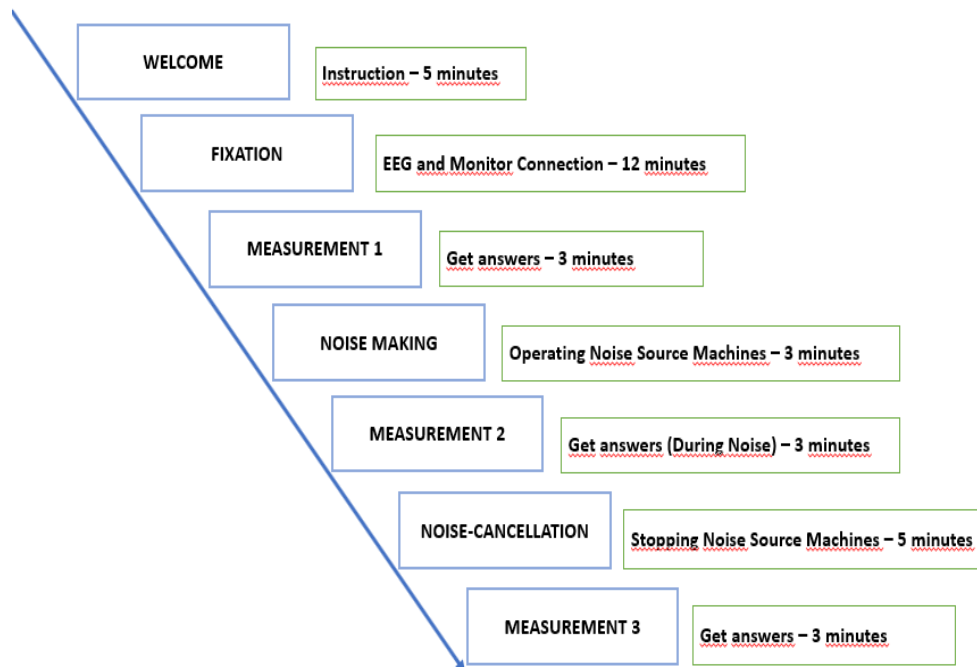 WELCOME
Instruction – 5 minutes
FIXATION
EEG and Monitor Connection – 12 minutes
MEASUREMENT 1
Get answers – 3 minutes
NOISE MAKING
Operating Noise Source Machines – 3 minutes
MEASUREMENT 2
Get answers (During Noise) – 3 minutes
NOISE-CANCELLATION
Stopping Noise Source Machines – 5 minutes
MEASUREMENT 3
Get answers – 3 minutes